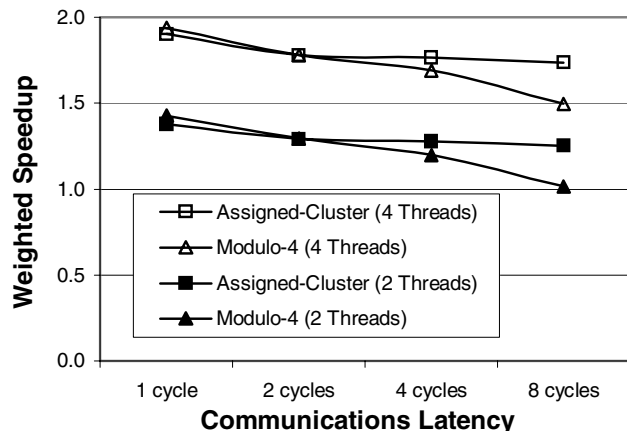 2.0
1.5
1.0
0.5
0.0
Weighted Speedup
Assigned-Cluster (4 Threads)
Modulo-4 (4 Threads)
Assigned-Cluster (2 Threads)
Modulo-4 (2 Threads)
1 cycle 2 cycles 4 cycles 8 cycles
Communications Latency